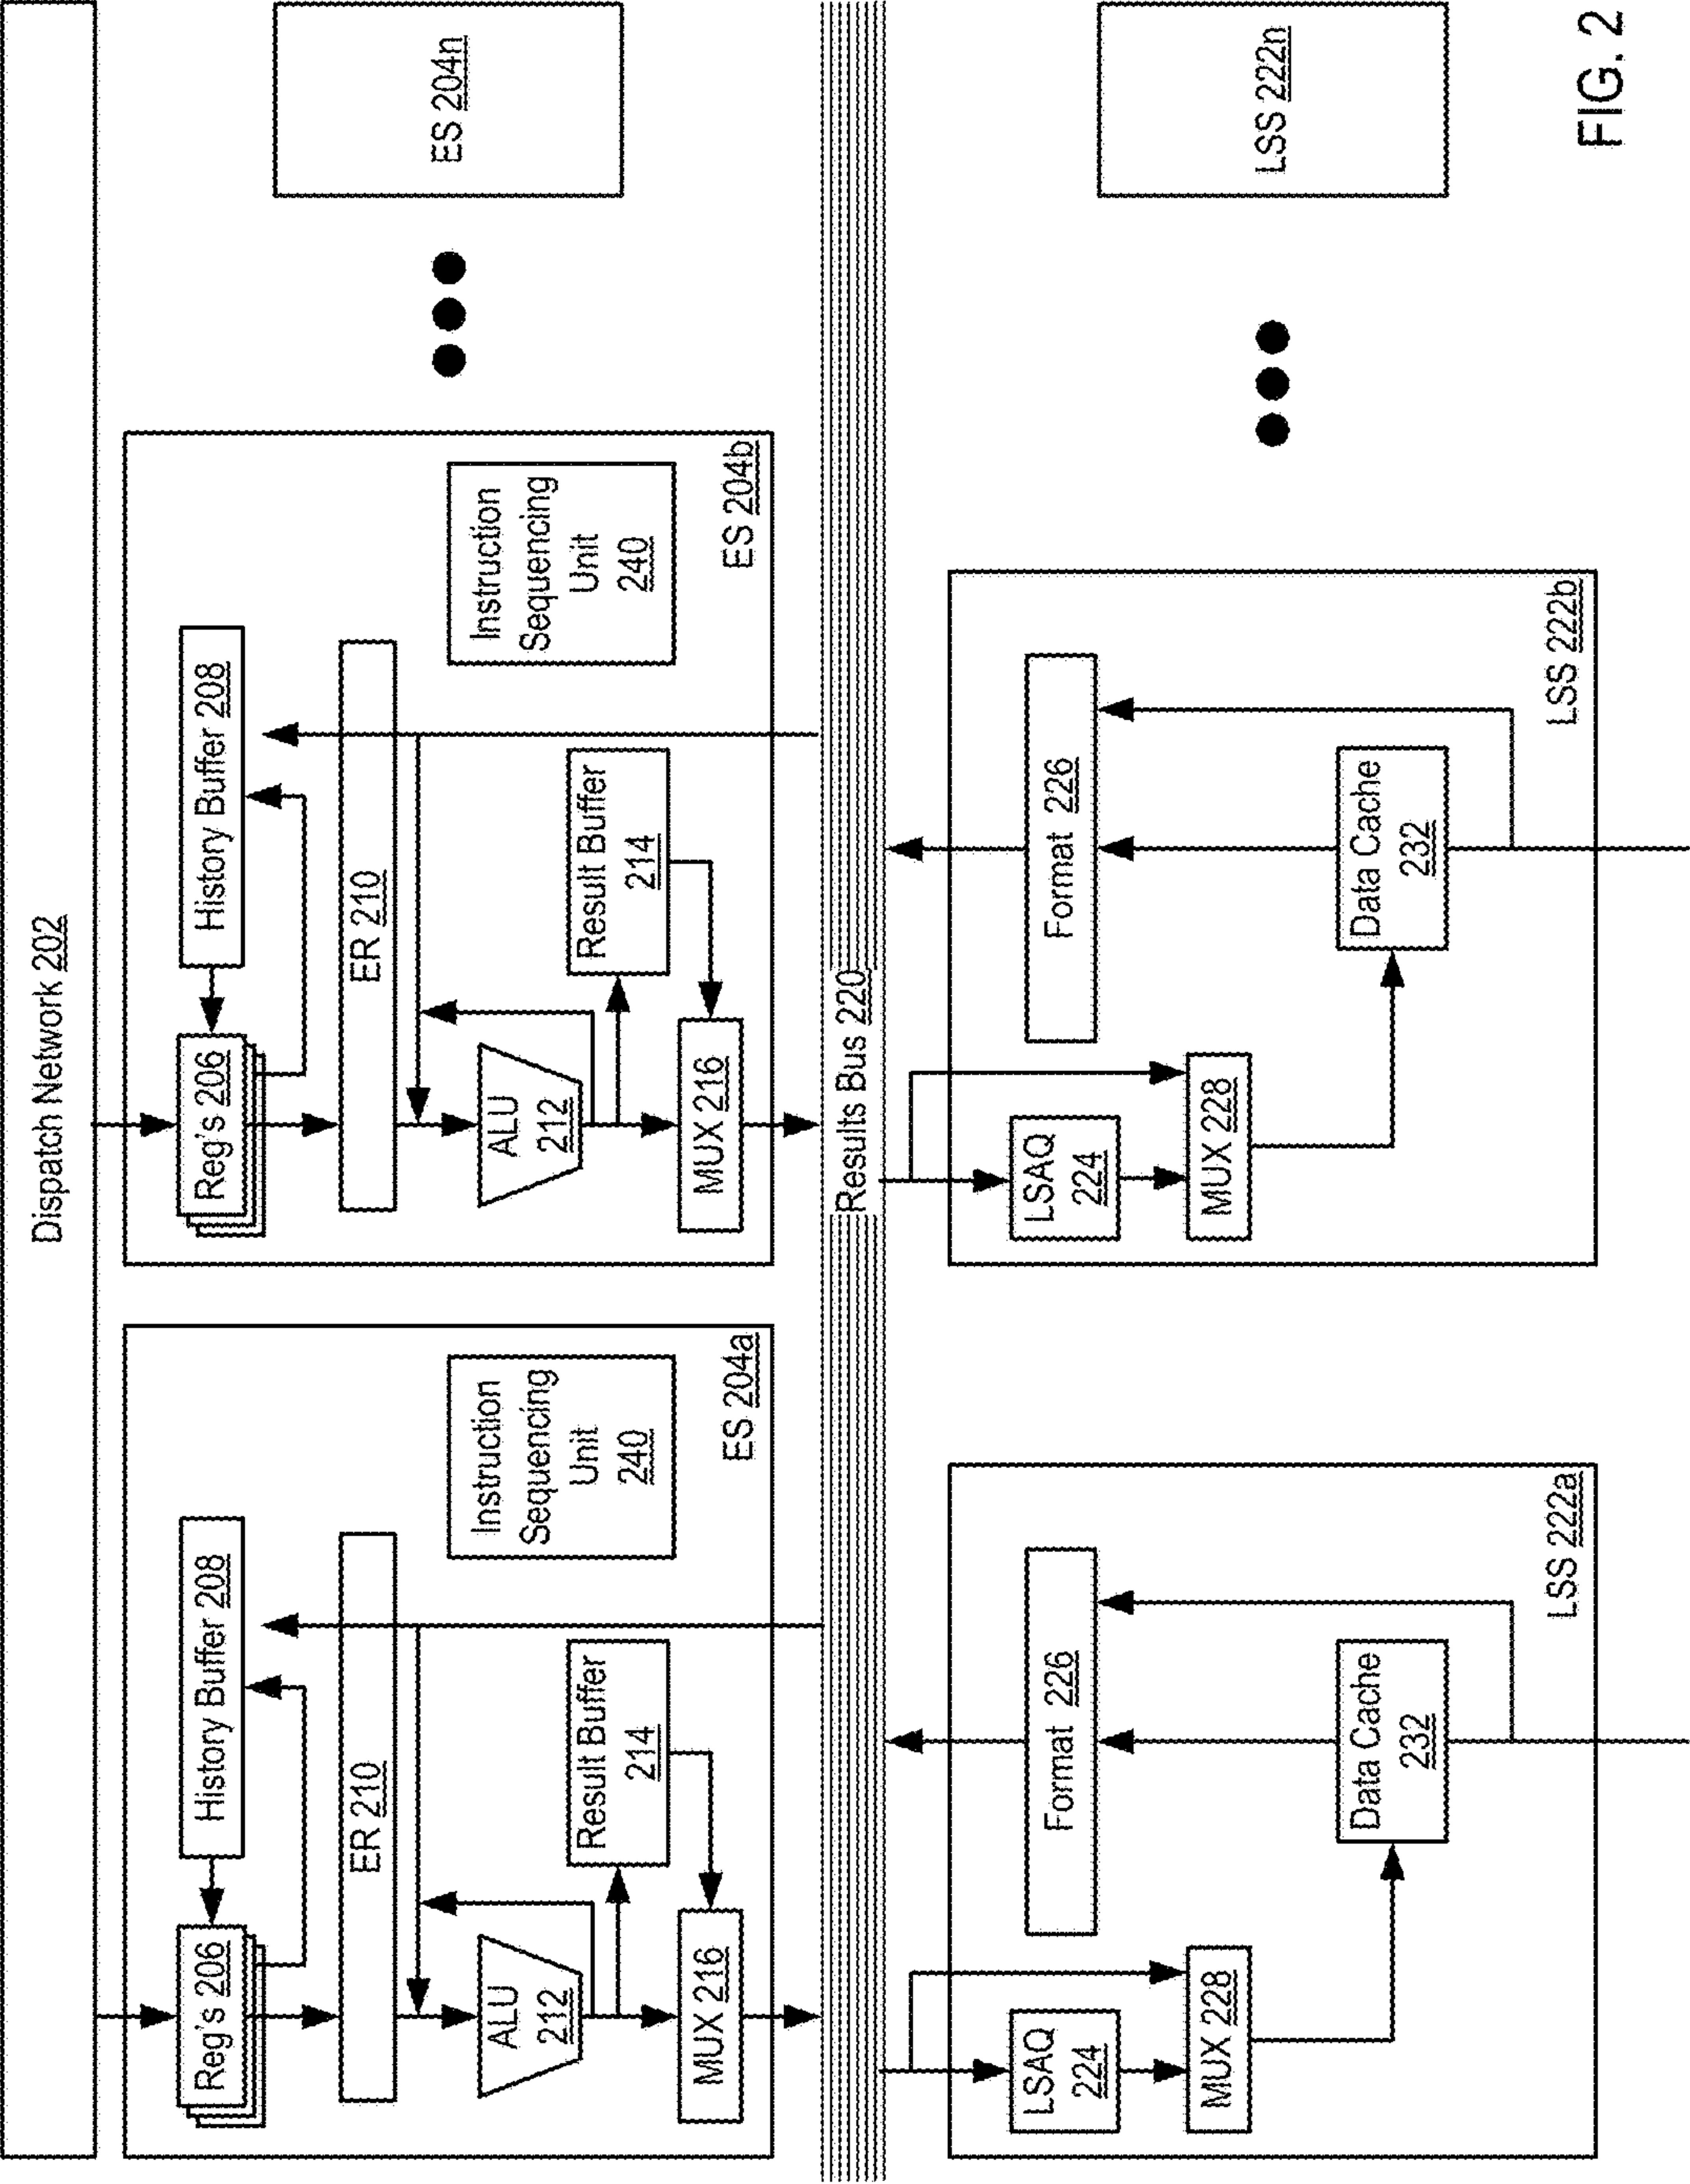 Dispatch Network 202
Reg's 206
History Buffer 208
ER 210
Instruction
Sequencing
Unit
240
ALU
212
Result Buffer
214
MUX 216
ES 204a
Reg's 206
History Buffer 208
ER 210
Instruction
Sequencing
Unit
240
ALU
212
Result Buffer
214
MUX 216
ES 204b
ES 204n
Results Bus 220
LSAQ
224
Format 226
MUX 228
Data Cache
232
LSS 222a
LSAQ
224
Format 226
MUX 228
Data Cache
232
LSS 222b
LSS 222n
FIG. 2